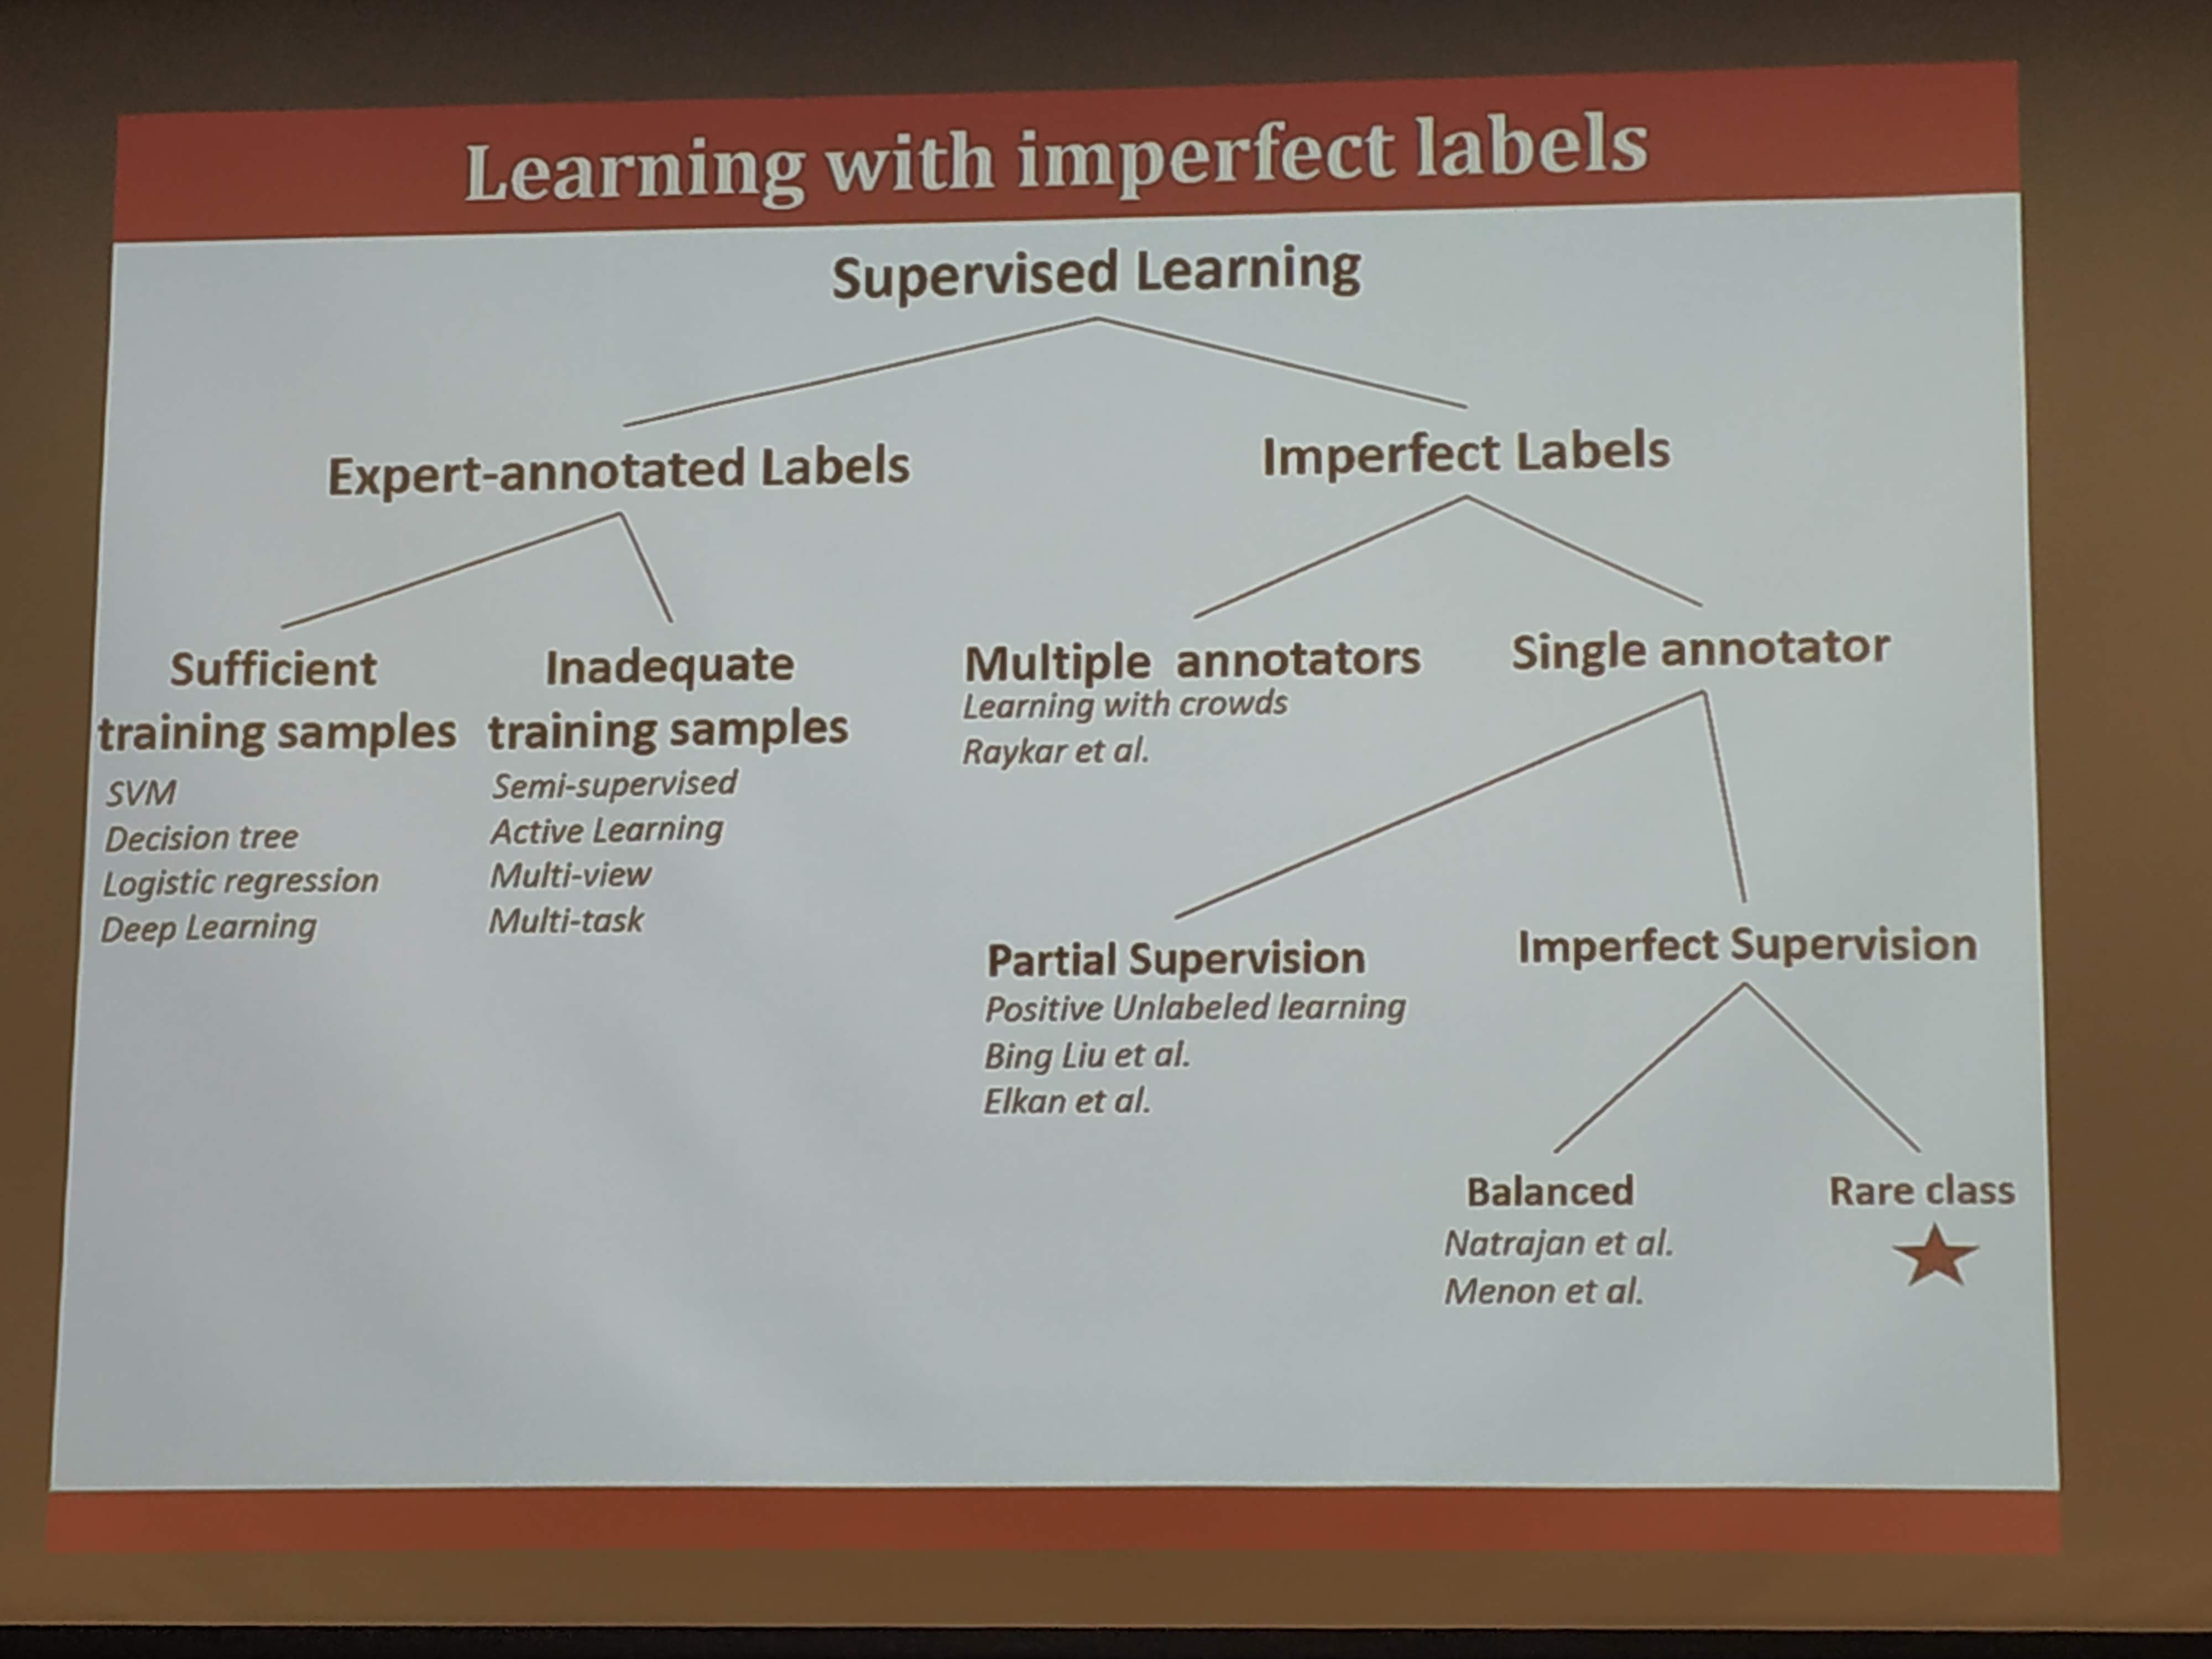 Learning with imperfect labels
Supervised Learning
Expert-annotated Labels
Imperfect Labels
Sufficient
training samples
SVM
Decision tree
Logistic regression
Deep Learning
Inadequate
training samples
Semi-supervised
Active Learning
Multi-view
Multi-task
Multiple annotators
Learning with crowds
Raykar et al.
Single annotator
Partial Supervision
Positive Unlabeled learning
Bing Liu et al.
Elkan et al.
Imperfect Supervision
Balanced
Natrajan et al.
Menon et al.
Rare class